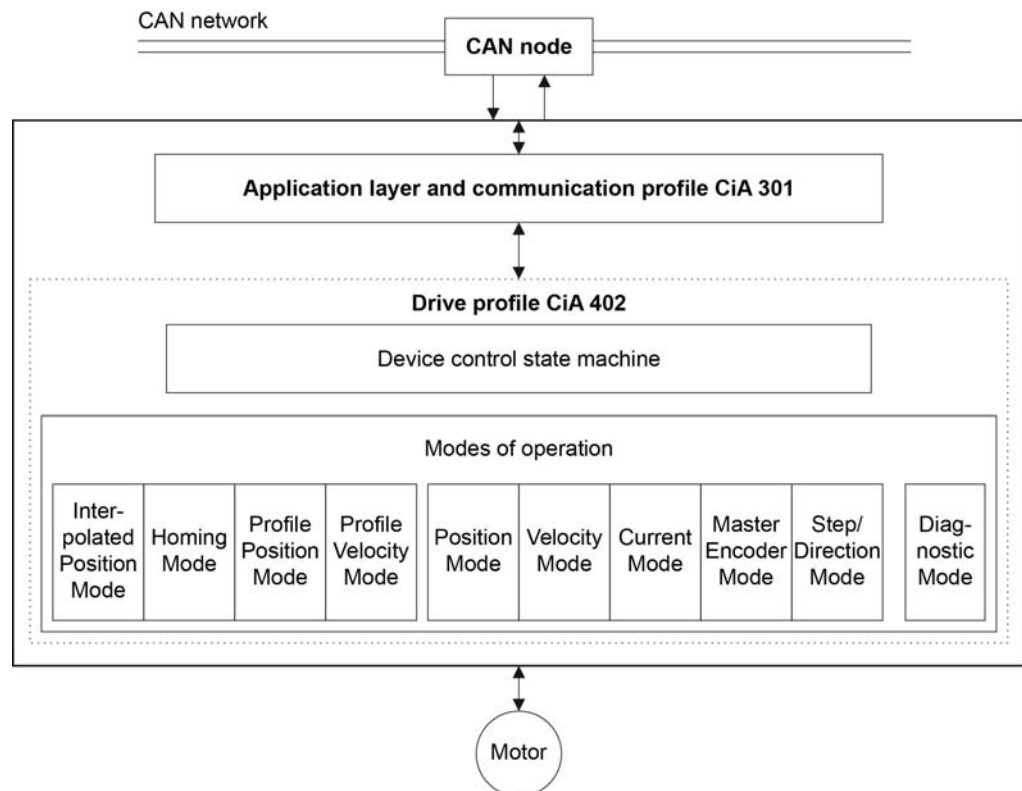 CAN network
CAN node
Application layer and communication profile CiA 301
Drive profile CiA 402
Device control state machine
Modes of operation
Inter-
polated
Position
Mode
Homing
Mode
Profile
Position
Mode
Profile
Velocity
Mode
Position
Mode
Velocity
Mode
Current
Mode
Master
Encoder
Mode
Step/
Direction
Mode
Diag-
nostic
Mode
Motor